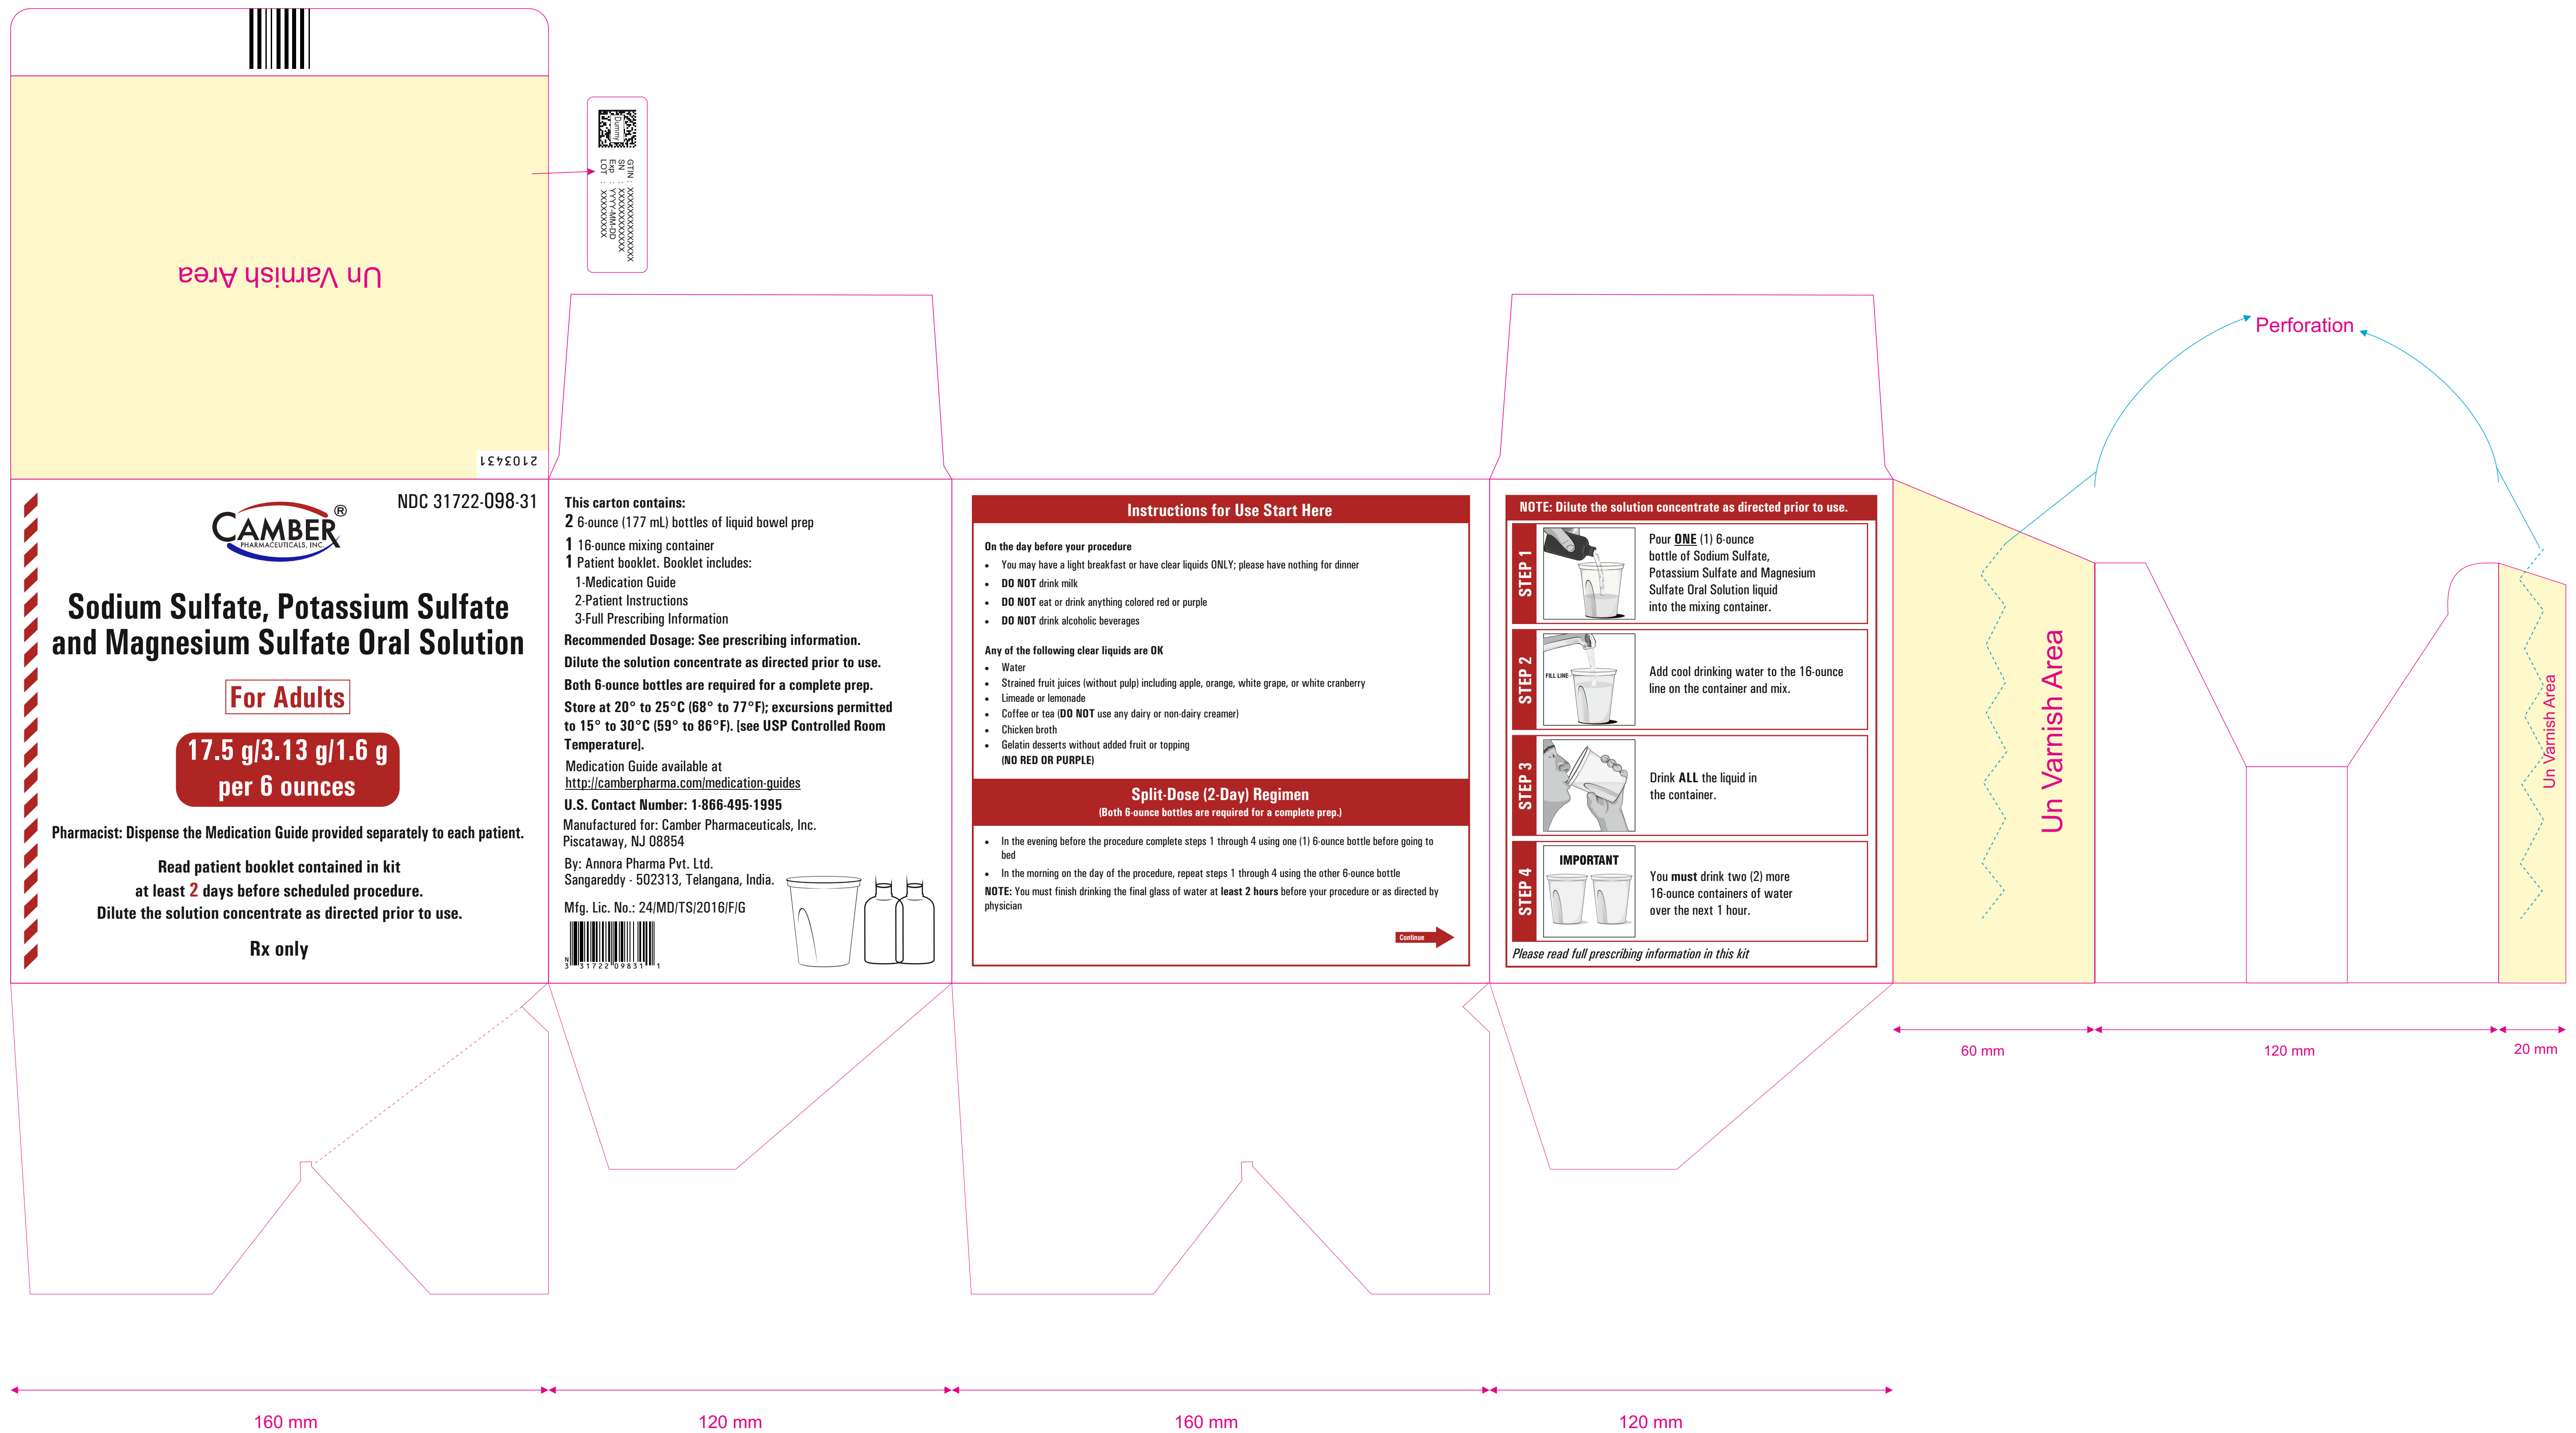 Un Varnish Area
2103431
Dummy
GTIN : XXXXXXXXXXXXXX
SN : XXXXXXXXXXXX
Exp : YYYY-MM-DD
LOT : XXXXXXXXX
Perforation
NDC 31722-098-31
CAMBER®
PHARMACEUTICALS, INC.
Sodium Sulfate, Potassium Sulfate
and Magnesium Sulfate Oral Solution
For Adults
17.5 g/3.13 g/1.6 g
per 6 ounces
Pharmacist: Dispense the Medication Guide provided separately to each patient.
Read patient booklet contained in kit
at least 2 days before scheduled procedure.
Dilute the solution concentrate as directed prior to use.
Rx only
This carton contains:
2 6-ounce (177 mL) bottles of liquid bowel prep
1 16-ounce mixing container
1 Patient booklet. Booklet includes:
1-Medication Guide
2-Patient Instructions
3-Full Prescribing Information
Recommended Dosage: See prescribing information.
Dilute the solution concentrate as directed prior to use.
Both 6-ounce bottles are required for a complete prep.
Store at 20° to 25°C (68° to 77°F); excursions permitted
to 15° to 30°C (59° to 86°F). [see USP Controlled Room
Temperature].
Medication Guide available at
http://camberpharma.com/medication-guides
U.S. Contact Number: 1-866-495-1995
Manufactured for: Camber Pharmaceuticals, Inc.
Piscataway, NJ 08854
By: Annora Pharma Pvt. Ltd.
Sangareddy - 502313, Telangana, India.
Mfg. Lic. No.: 24/MD/TS/2016/F/G
N
3 31722 09831 1
Instructions for Use Start Here
On the day before your procedure
• You may have a light breakfast or have clear liquids ONLY; please have nothing for dinner
• DO NOT drink milk
• DO NOT eat or drink anything colored red or purple
• DO NOT drink alcoholic beverages
Any of the following clear liquids are OK
• Water
• Strained fruit juices (without pulp) including apple, orange, white grape, or white cranberry
• Limeade or lemonade
• Coffee or tea (DO NOT use any dairy or non-dairy creamer)
• Chicken broth
• Gelatin desserts without added fruit or topping
(NO RED OR PURPLE)
Split-Dose (2-Day) Regimen
(Both 6-ounce bottles are required for a complete prep.)
• In the evening before the procedure complete steps 1 through 4 using one (1) 6-ounce bottle before going to
bed
• In the morning on the day of the procedure, repeat steps 1 through 4 using the other 6-ounce bottle
NOTE: You must finish drinking the final glass of water at least 2 hours before your procedure or as directed by
physician
Continue
NOTE: Dilute the solution concentrate as directed prior to use.
STEP 1
Pour ONE (1) 6-ounce
bottle of Sodium Sulfate,
Potassium Sulfate and Magnesium
Sulfate Oral Solution liquid
into the mixing container.
STEP 2
FILL LINE
Add cool drinking water to the 16-ounce
line on the container and mix.
STEP 3
Drink ALL the liquid in
the container.
STEP 4
IMPORTANT
You must drink two (2) more
16-ounce containers of water
over the next 1 hour.
Please read full prescribing information in this kit
Un Varnish Area
Un Varnish Area
60 mm
120 mm
20 mm
160 mm
120 mm
160 mm
120 mm